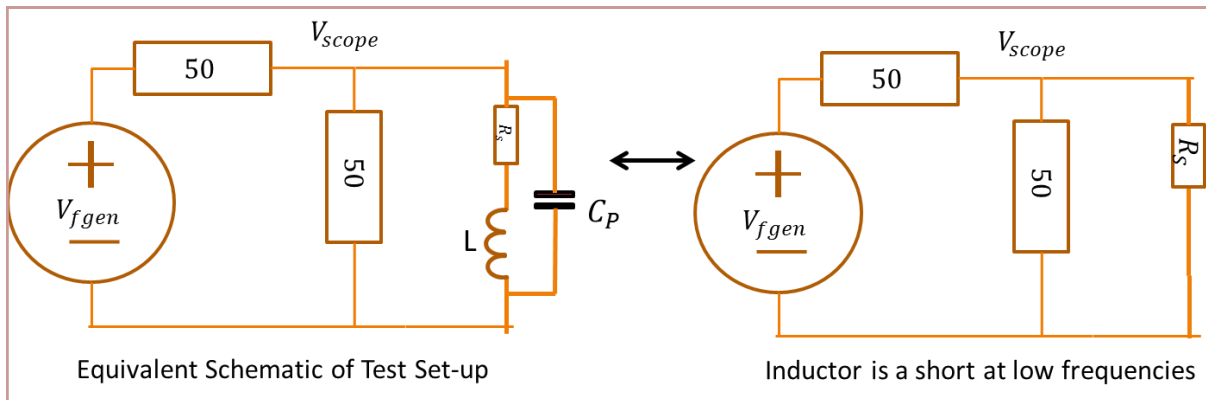 V_scope
50
50
R_s
L
C_P
+
V_fgen
−
Equivalent Schematic of Test Set-up
V_scope
50
50
R_s
+
V_fgen
−
Inductor is a short at low frequencies